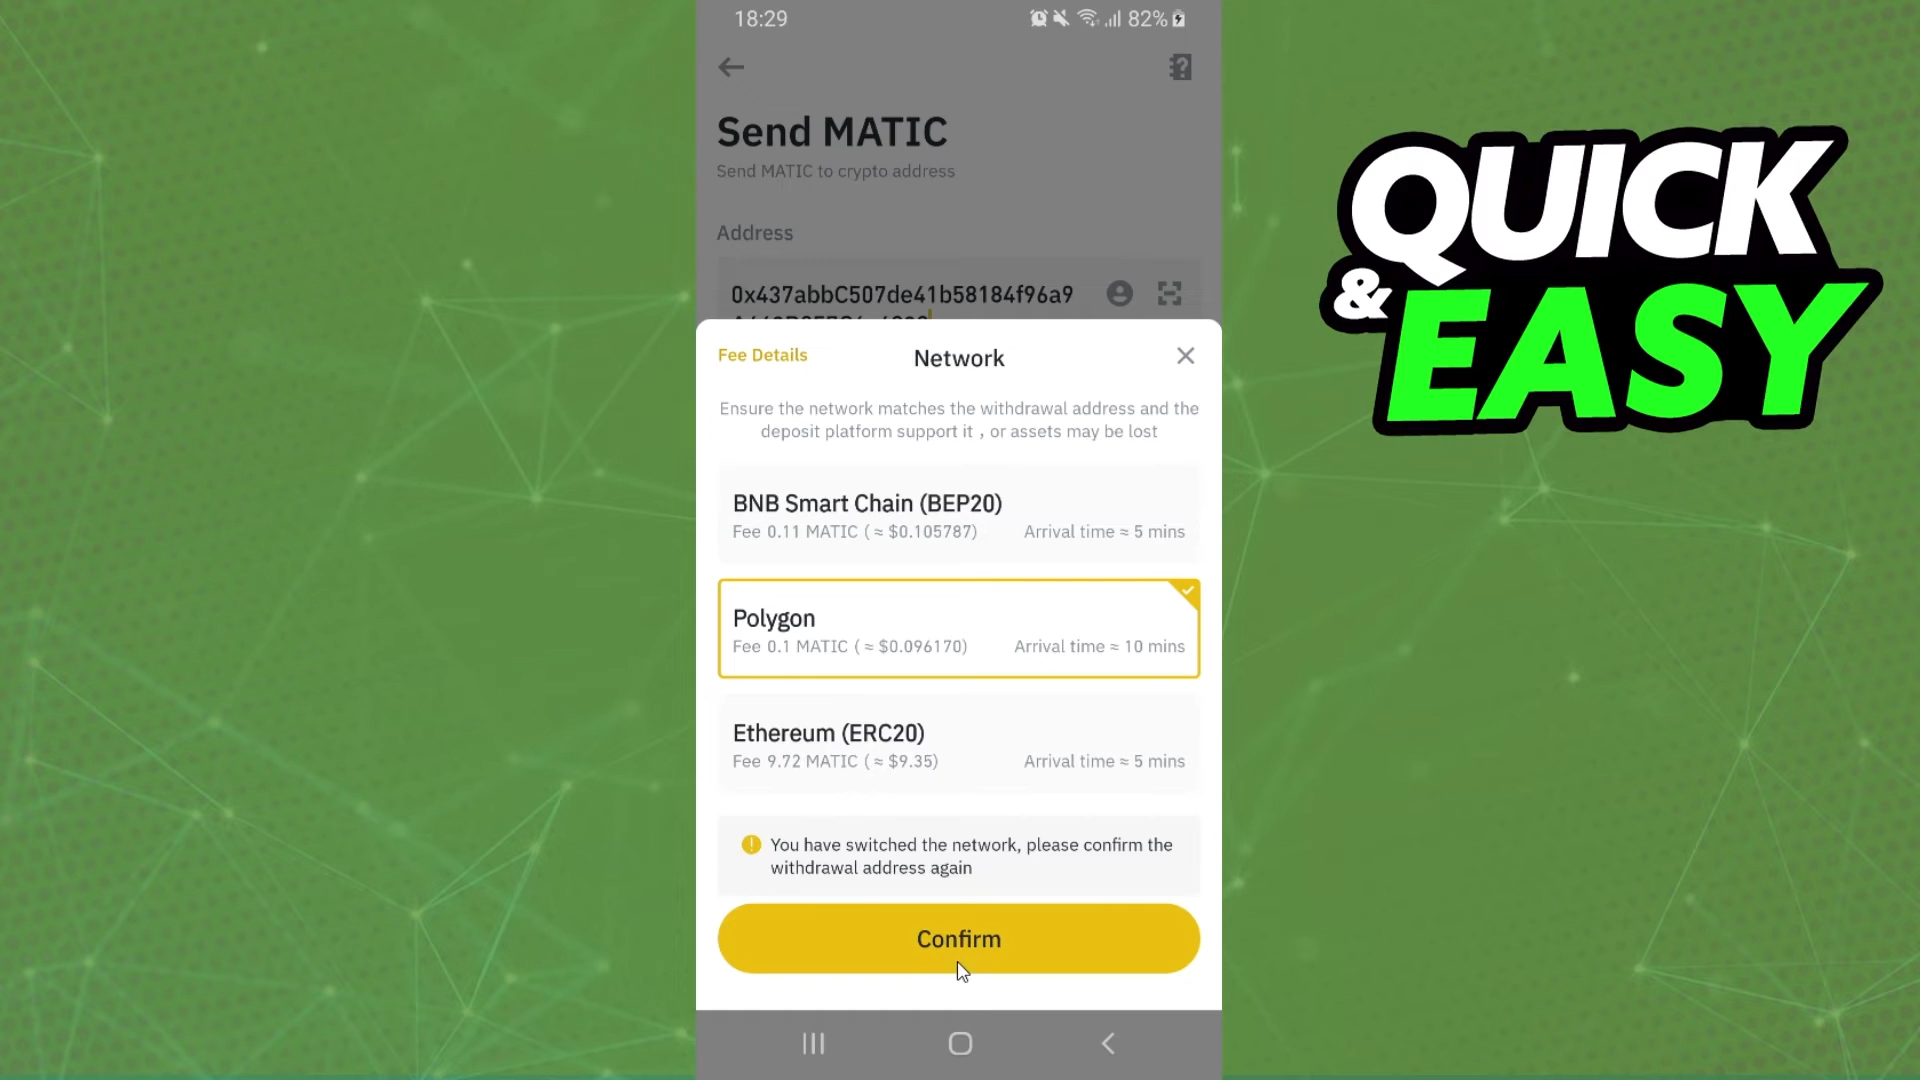 18:29
82%
Send MATIC
Send MATIC to crypto address
Address
0x437abbC507de41b58184f96a9
Fee Details
Network
Ensure the network matches the withdrawal address and the
deposit platform support it , or assets may be lost
BNB Smart Chain (BEP20)
Fee 0.11 MATIC ( ≈ $0.105787)
Arrival time ≈ 5 mins
Polygon
Fee 0.1 MATIC ( ≈ $0.096170)
Arrival time ≈ 10 mins
Ethereum (ERC20)
Fee 9.72 MATIC ( ≈ $9.35)
Arrival time ≈ 5 mins
You have switched the network, please confirm the
withdrawal address again
Confirm
QUICK
& EASY